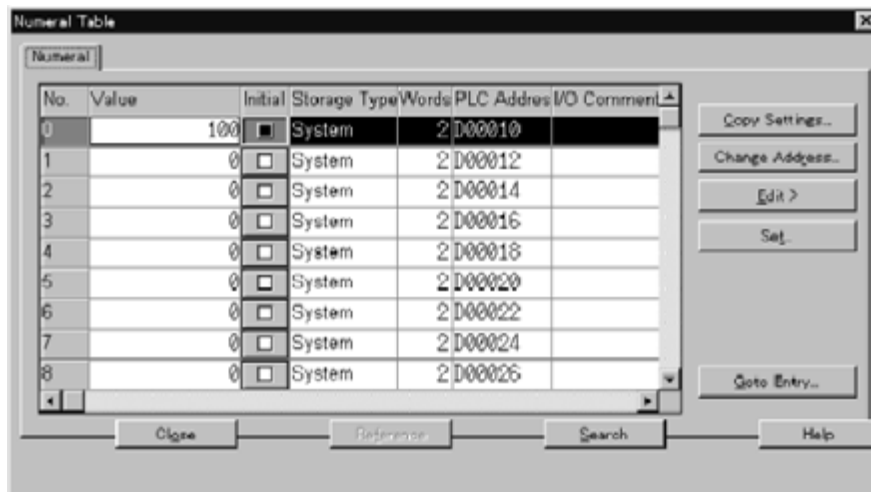 Numeral Table
Numeral
No. Value Initial Storage Type Words PLC Addres I/O Comment
0 100 System 2 D00010
1 0 System 2 D00012
2 0 System 2 D00014
3 0 System 2 D00016
4 0 System 2 D00018
5 0 System 2 D00020
6 0 System 2 D00022
7 0 System 2 D00024
8 0 System 2 D00026
Copy Settings...
Change Address...
Edit >
Set..
Goto Entry...
Close Reference Search Help